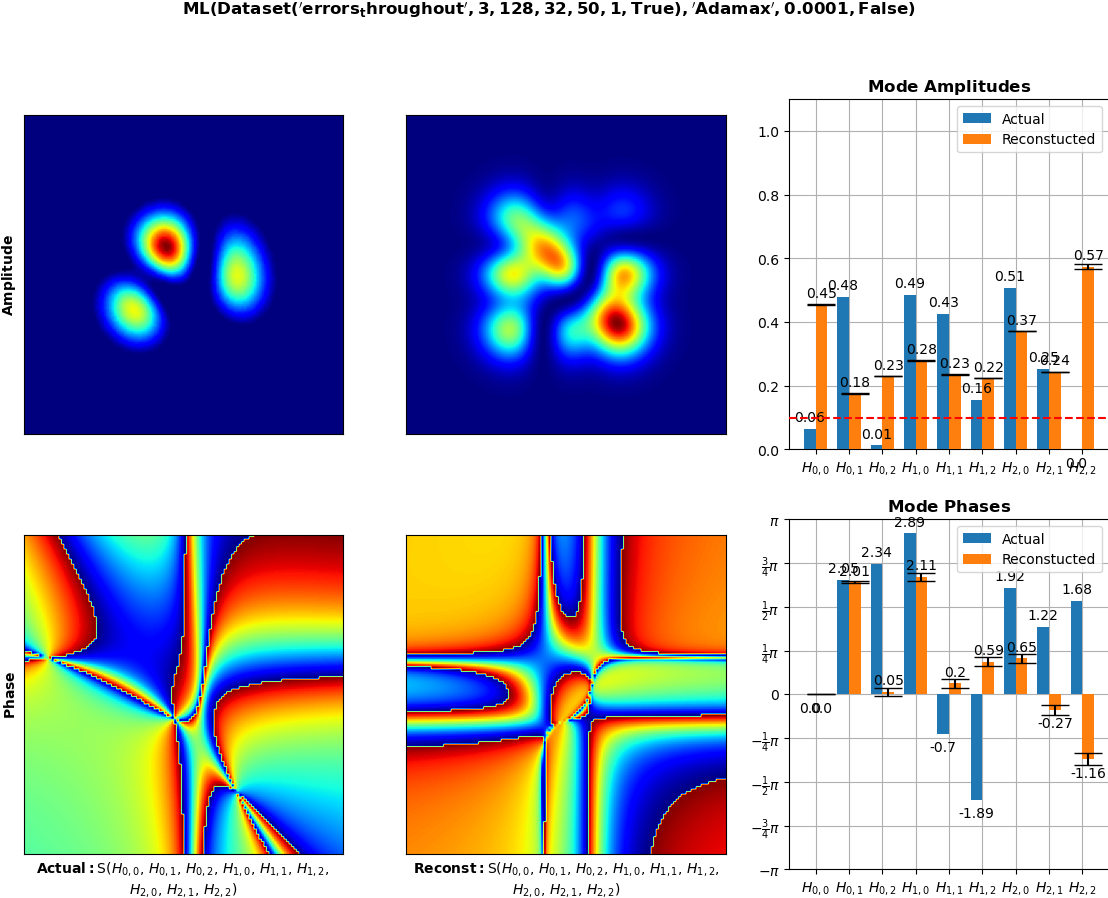 ML(Dataset('errors_throughout', 3, 128, 32, 50, 1, True), 'Adamax', 0.0001, False)
Mode Amplitudes
Actual
Reconstucted
1.0
0.8
0.6
0.4
0.2
0.0
0.06 0.45 0.48 0.18 0.01 0.23 0.49 0.28 0.43 0.23 0.16 0.22 0.51 0.37 0.25 0.24 0.0 0.57
H0,0 H0,1 H0,2 H1,0 H1,1 H1,2 H2,0 H2,1 H2,2
Amplitude
Mode Phases
Actual
Reconstucted
π
3/4π
1/2π
1/4π
0
−1/4π
−1/2π
−3/4π
−π
0.0 0.0 2.05 2.01 2.34 0.05 2.89 2.11 -0.7 0.2 -1.89 0.59 1.92 0.65 1.22 -0.27 1.68 -1.16
H0,0 H0,1 H0,2 H1,0 H1,1 H1,2 H2,0 H2,1 H2,2
Phase
Actual: S(H0,0, H0,1, H0,2, H1,0, H1,1, H1,2,
H2,0, H2,1, H2,2)
Reconst: S(H0,0, H0,1, H0,2, H1,0, H1,1, H1,2,
H2,0, H2,1, H2,2)